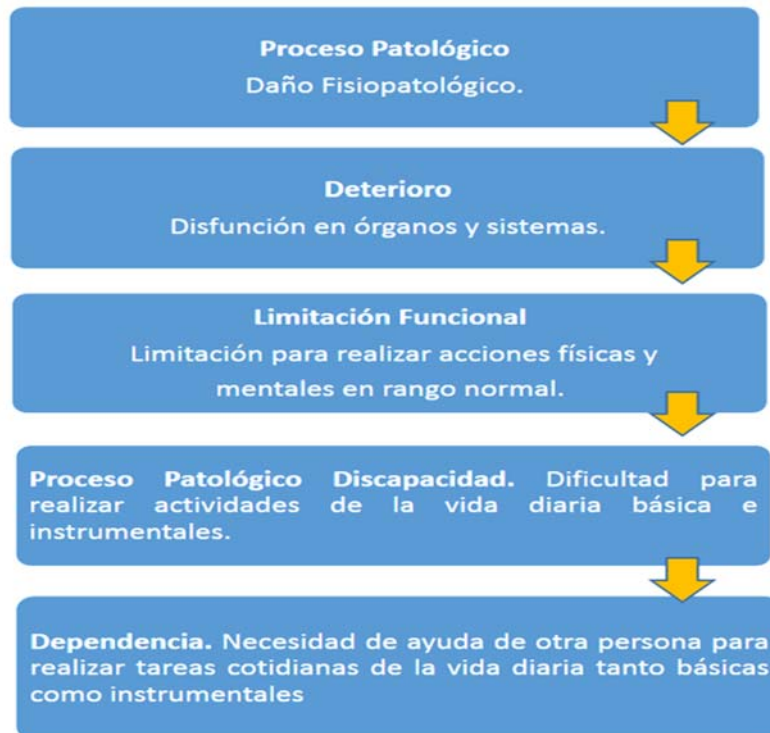 Proceso Patológico
Daño Fisiopatológico.
Deterioro
Disfunción en órganos y sistemas.
Limitación Funcional
Limitación para realizar acciones físicas y
mentales en rango normal.
Proceso Patológico Discapacidad. Dificultad para
realizar actividades de la vida diaria básica e
instrumentales.
Dependencia. Necesidad de ayuda de otra persona para
realizar tareas cotidianas de la vida diaria tanto básicas
como instrumentales